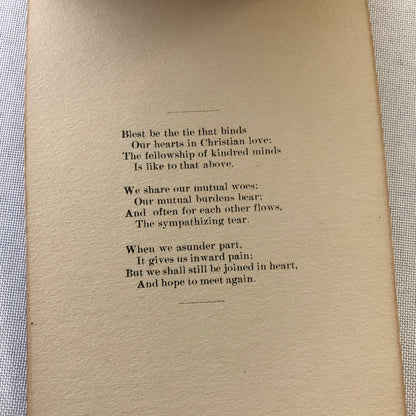 Blest be the tie that binds
Our hearts in Christian love:
The fellowship of kindred minds
Is like to that above.
We share our mutual woes:
Our mutual burdens bear;
And often for each other flows.
The sympathizing tear.
When we asunder part,
It gives us inward pain:
But we shall still be joined in heart,
And hope to meet again.